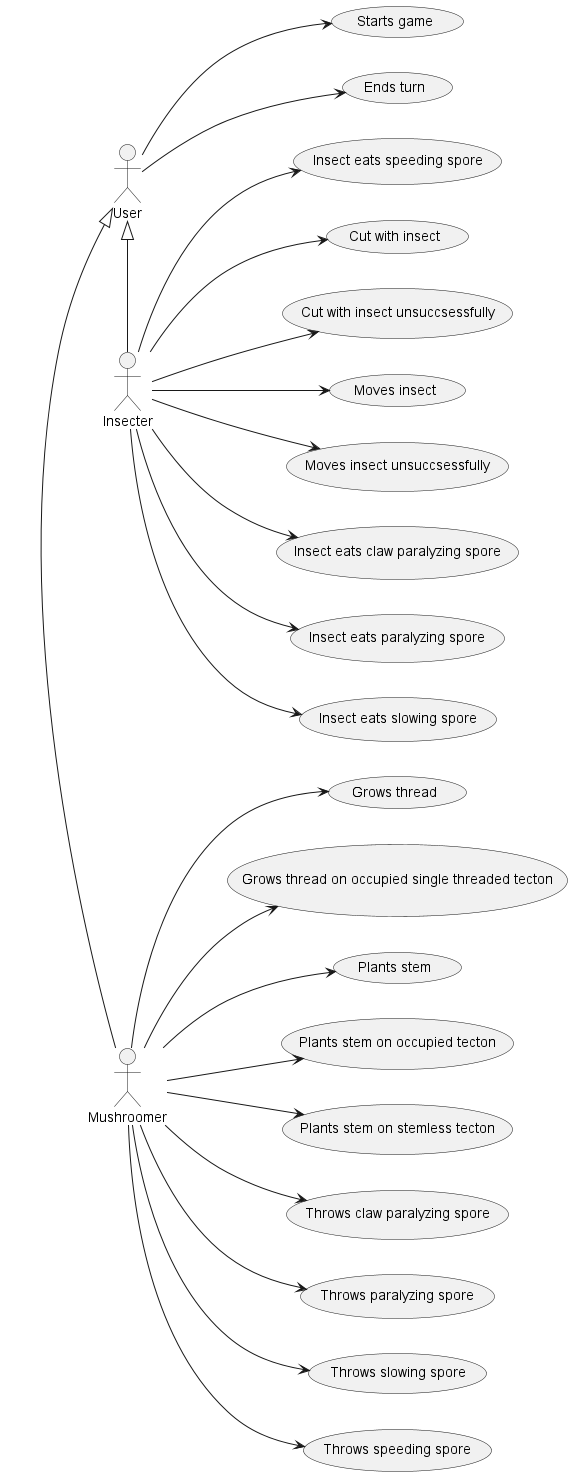 Starts game
Ends turn
Insect eats speeding spore
User
Cut with insect
Cut with insect unsuccsessfully
Moves insect
Insecter
Moves insect unsuccsessfully
Insect eats claw paralyzing spore
Insect eats paralyzing spore
Insect eats slowing spore
Grows thread
Grows thread on occupied single threaded tecton
Plants stem
Plants stem on occupied tecton
Mushroomer
Plants stem on stemless tecton
Throws claw paralyzing spore
Throws paralyzing spore
Throws slowing spore
Throws speeding spore